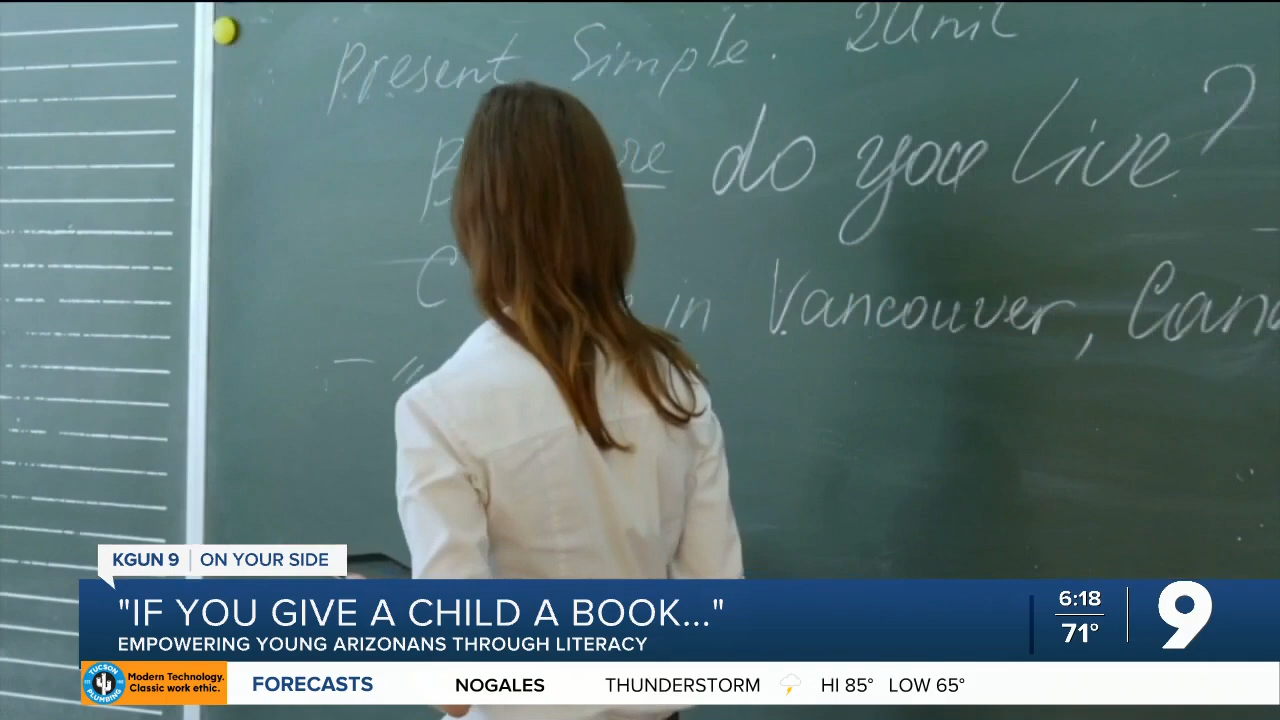 Present Simple. 2Unit
do you live?
in Vancouver,
KGUN 9 | ON YOUR SIDE
"IF YOU GIVE A CHILD A BOOK..."
EMPOWERING YOUNG ARIZONANS THROUGH LITERACY
6:18
71°
9
TUCSON PLUMBING
Modern Technology.
Classic work ethic.
FORECASTS NOGALES THUNDERSTORM HI 85° LOW 65°